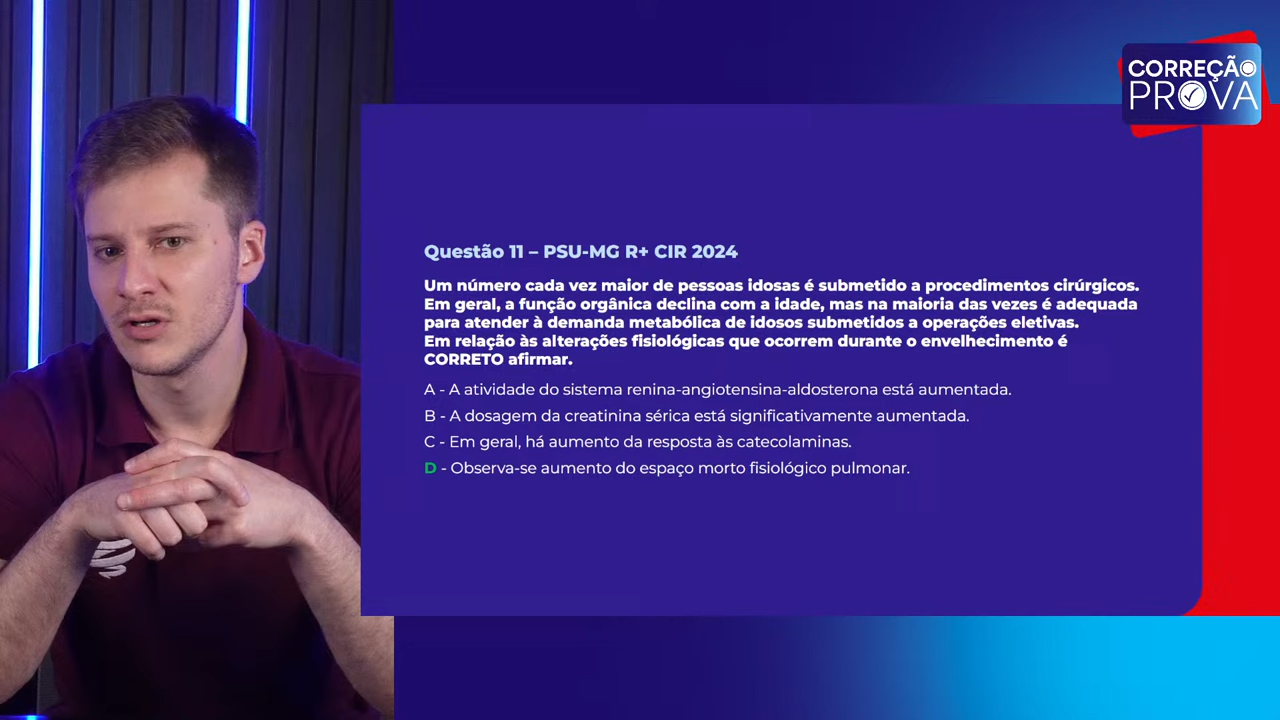 CORREÇÃO
PROVA
Questão 11 – PSU-MG R+ CIR 2024
Um número cada vez maior de pessoas idosas é submetido a procedimentos cirúrgicos.
Em geral, a função orgânica declina com a idade, mas na maioria das vezes é adequada
para atender à demanda metabólica de idosos submetidos a operações eletivas.
Em relação às alterações fisiológicas que ocorrem durante o envelhecimento é
CORRETO afirmar.
A - A atividade do sistema renina-angiotensina-aldosterona está aumentada.
B - A dosagem da creatinina sérica está significativamente aumentada.
C - Em geral, há aumento da resposta às catecolaminas.
D - Observa-se aumento do espaço morto fisiológico pulmonar.